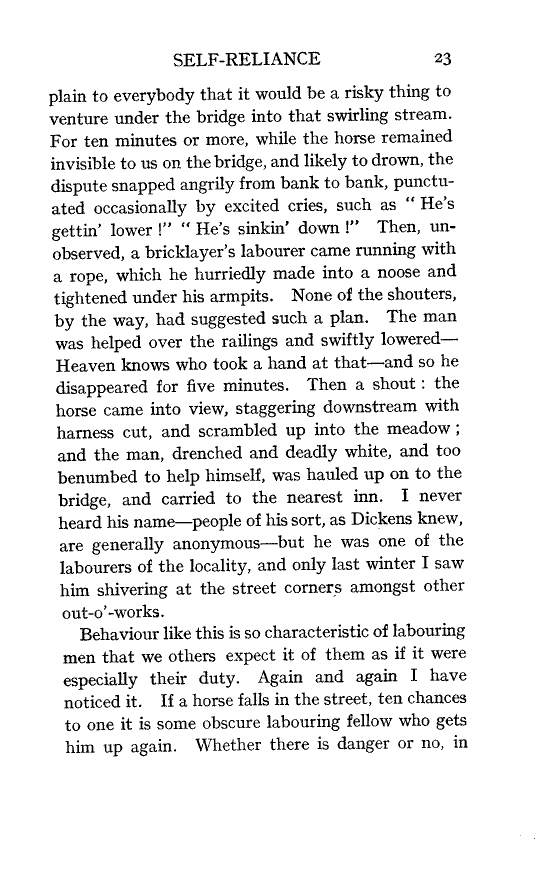 SELF-RELIANCE 23
plain to everybody that it would be a risky thing to
venture under the bridge into that swirling stream.
For ten minutes or more, while the horse remained
invisible to us on the bridge, and likely to drown, the
dispute snapped angrily from bank to bank, punctu-
ated occasionally by excited cries, such as “ He’s
gettin’ lower !” “ He’s sinkin’ down !” Then, un-
observed, a bricklayer’s labourer came running with
a rope, which he hurriedly made into a noose and
tightened under his armpits. None of the shouters,
by the way, had suggested such a plan. The man
was helped over the railings and swiftly lowered—
Heaven knows who took a hand at that—and so he
disappeared for five minutes. Then a shout : the
horse came into view, staggering downstream with
harness cut, and scrambled up into the meadow ;
and the man, drenched and deadly white, and too
benumbed to help himself, was hauled up on to the
bridge, and carried to the nearest inn. I never
heard his name—people of his sort, as Dickens knew,
are generally anonymous—but he was one of the
labourers of the locality, and only last winter I saw
him shivering at the street corners amongst other
out-o’-works.
Behaviour like this is so characteristic of labouring
men that we others expect it of them as if it were
especially their duty. Again and again I have
noticed it. If a horse falls in the street, ten chances
to one it is some obscure labouring fellow who gets
him up again. Whether there is danger or no, in